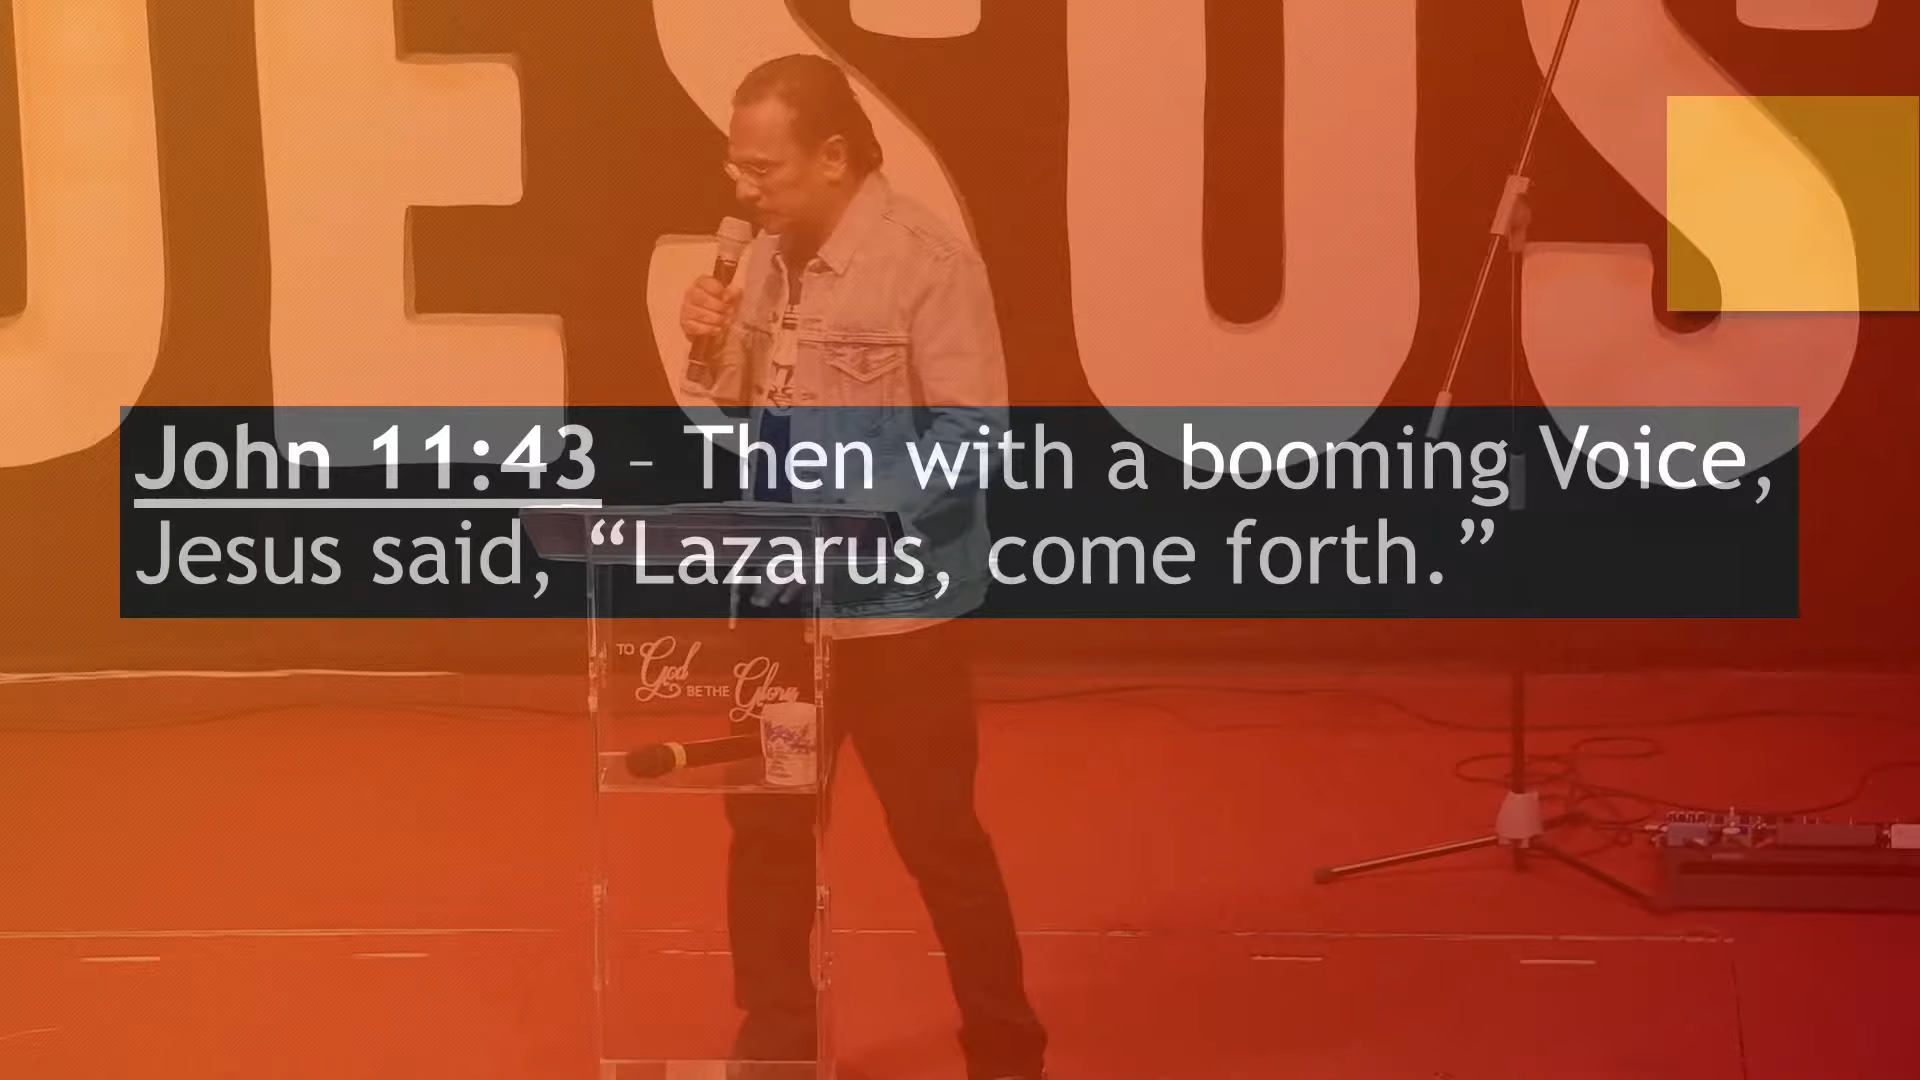 JESUS
John 11:43 – Then with a booming Voice,
Jesus said, “Lazarus, come forth.”
TO God
BE THE Glory